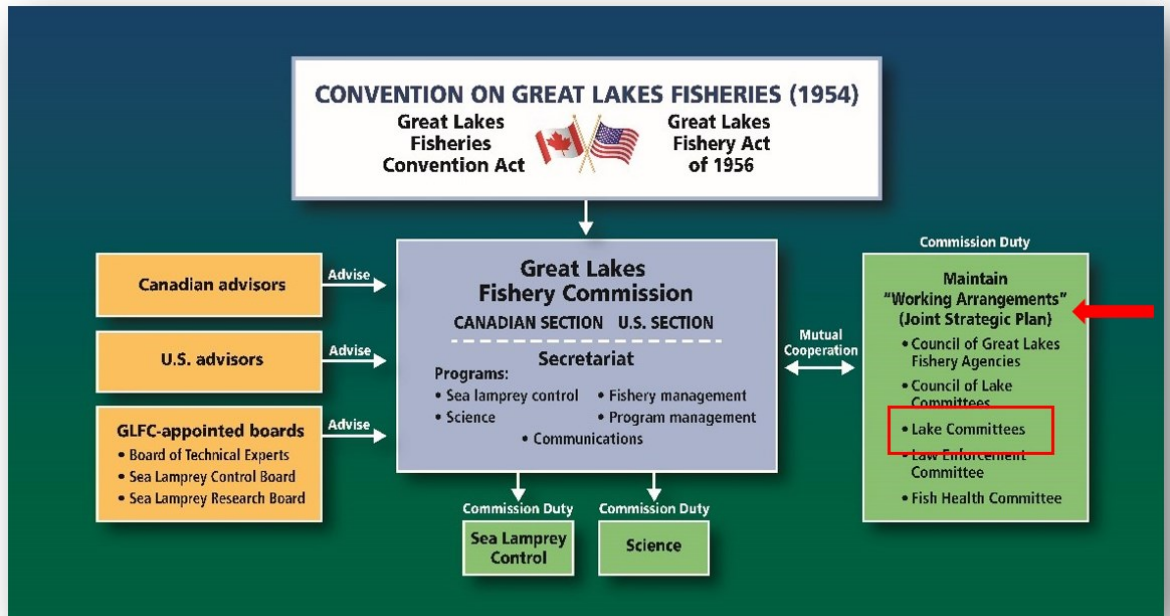 CONVENTION ON GREAT LAKES FISHERIES (1954)
Great Lakes
Fisheries
Convention Act
Great Lakes
Fishery Act
of 1956
Canadian advisors
Advise
U.S. advisors
Advise
GLFC-appointed boards
• Board of Technical Experts
• Sea Lamprey Control Board
• Sea Lamprey Research Board
Advise
Great Lakes
Fishery Commission
CANADIAN SECTION U.S. SECTION
Secretariat
Programs:
• Sea lamprey control • Fishery management
• Science • Program management
• Communications
Mutual
Cooperation
Commission Duty
Maintain
“Working Arrangements”
(Joint Strategic Plan)
• Council of Great Lakes
Fishery Agencies
• Council of Lake
Committees
• Lake Committees
• Law Enforcement
Committee
• Fish Health Committee
Commission Duty
Sea Lamprey
Control
Commission Duty
Science